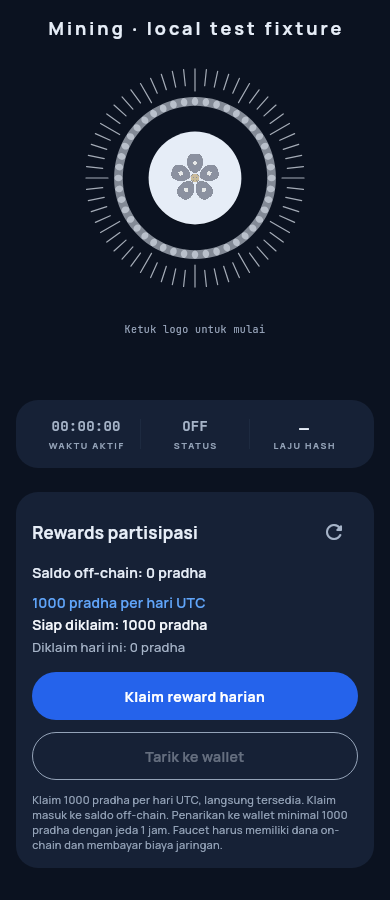 Mining · local test fixture
Ketuk logo untuk mulai
00:00:00 OFF —
WAKTU AKTIF STATUS LAJU HASH
Rewards partisipasi
Saldo off-chain: 0 pradha
1000 pradha per hari UTC
Siap diklaim: 1000 pradha
Diklaim hari ini: 0 pradha
Klaim reward harian
Tarik ke wallet
Klaim 1000 pradha per hari UTC, langsung tersedia. Klaim
masuk ke saldo off-chain. Penarikan ke wallet minimal 1000
pradha dengan jeda 1 jam. Faucet harus memiliki dana on-
chain dan membayar biaya jaringan.